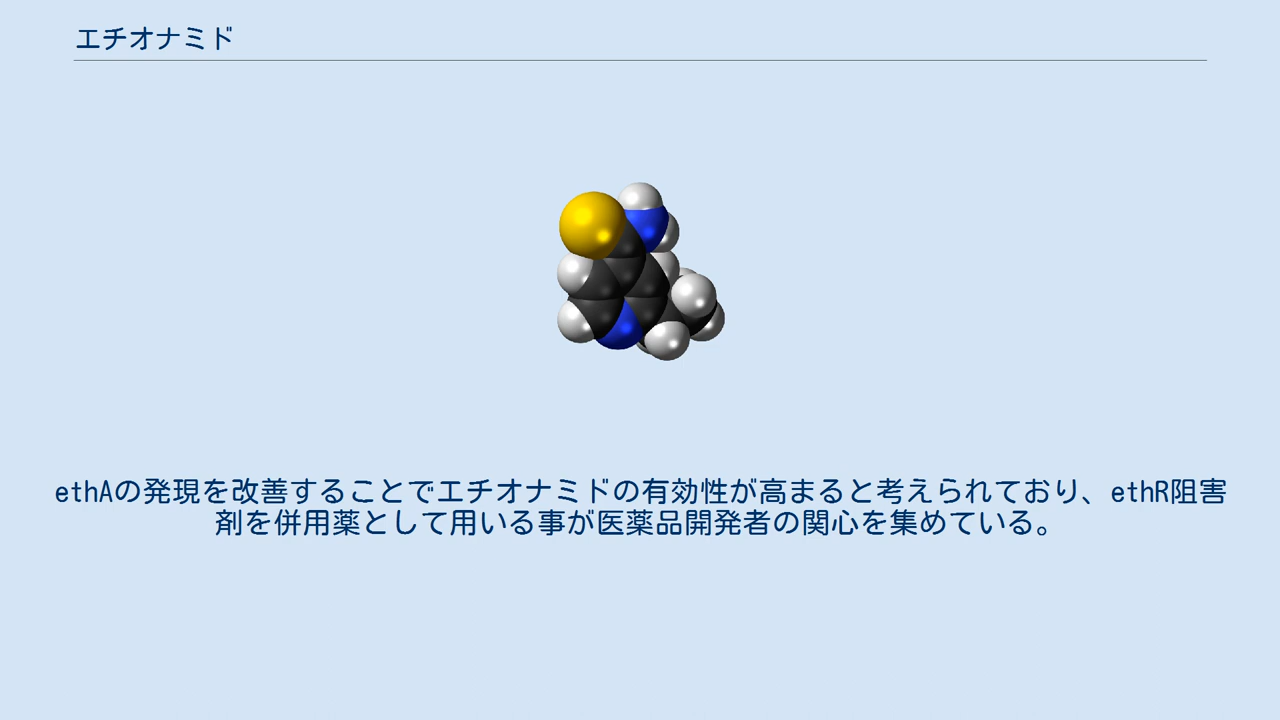 エチオナミド
ethAの発現を改善することでエチオナミドの有効性が高まると考えられており、ethR阻害
剤を併用薬として用いる事が医薬品開発者の関心を集めている。